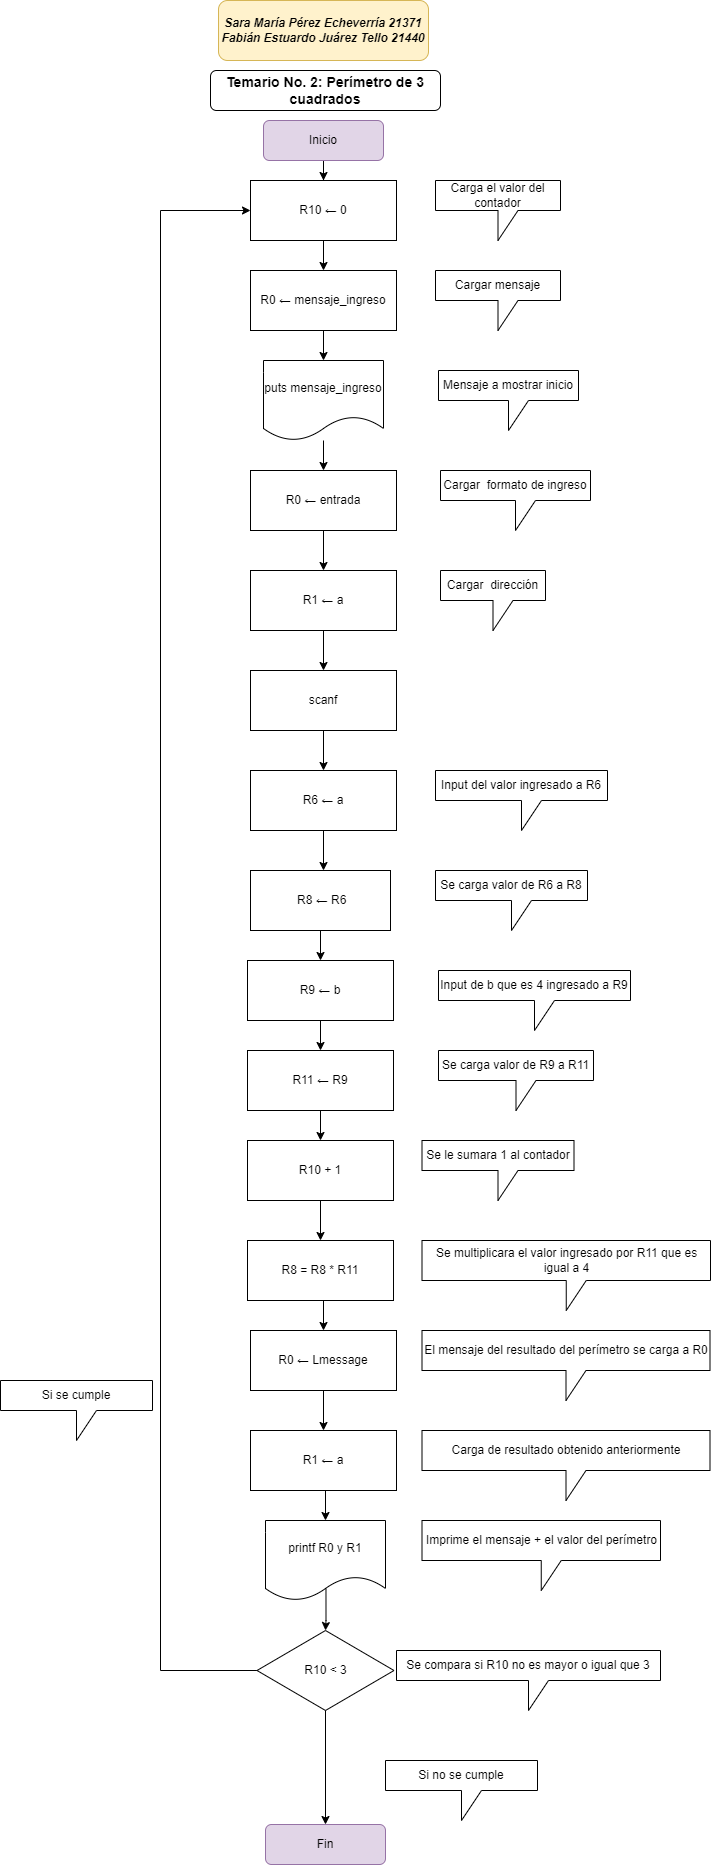 Sara María Pérez Echeverría 21371
Fabián Estuardo Juárez Tello 21440
Temario No. 2: Perímetro de 3
cuadrados
Inicio
R10 ← 0
Carga el valor del
contador
R0 ← mensaje_ingreso
Cargar mensaje
puts mensaje_ingreso
Mensaje a mostrar inicio
R0 ← entrada
Cargar formato de ingreso
R1 ← a
Cargar dirección
scanf
R6 ← a
Input del valor ingresado a R6
R8 ← R6
Se carga valor de R6 a R8
R9 ← b
Input de b que es 4 ingresado a R9
R11 ← R9
Se carga valor de R9 a R11
R10 + 1
Se le sumara 1 al contador
R8 = R8 * R11
Se multiplicara el valor ingresado por R11 que es
igual a 4
R0 ← Lmessage
El mensaje del resultado del perímetro se carga a R0
Si se cumple
R1 ← a
Carga de resultado obtenido anteriormente
printf R0 y R1
Imprime el mensaje + el valor del perímetro
R10 < 3
Se compara si R10 no es mayor o igual que 3
Si no se cumple
Fin